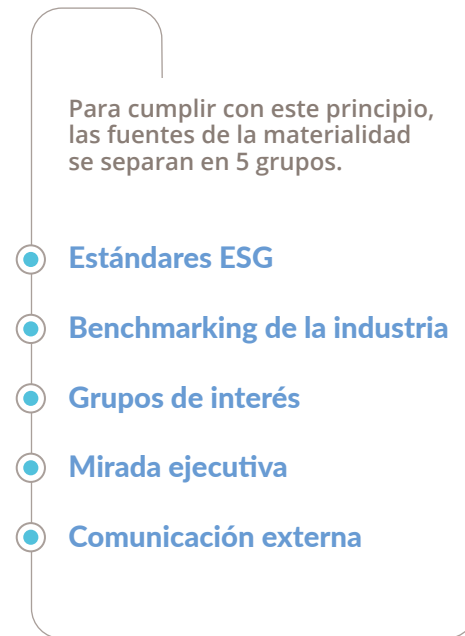 Para cumplir con este principio,
las fuentes de la materialidad
se separan en 5 grupos.
Estándares ESG
Benchmarking de la industria
Grupos de interés
Mirada ejecutiva
Comunicación externa